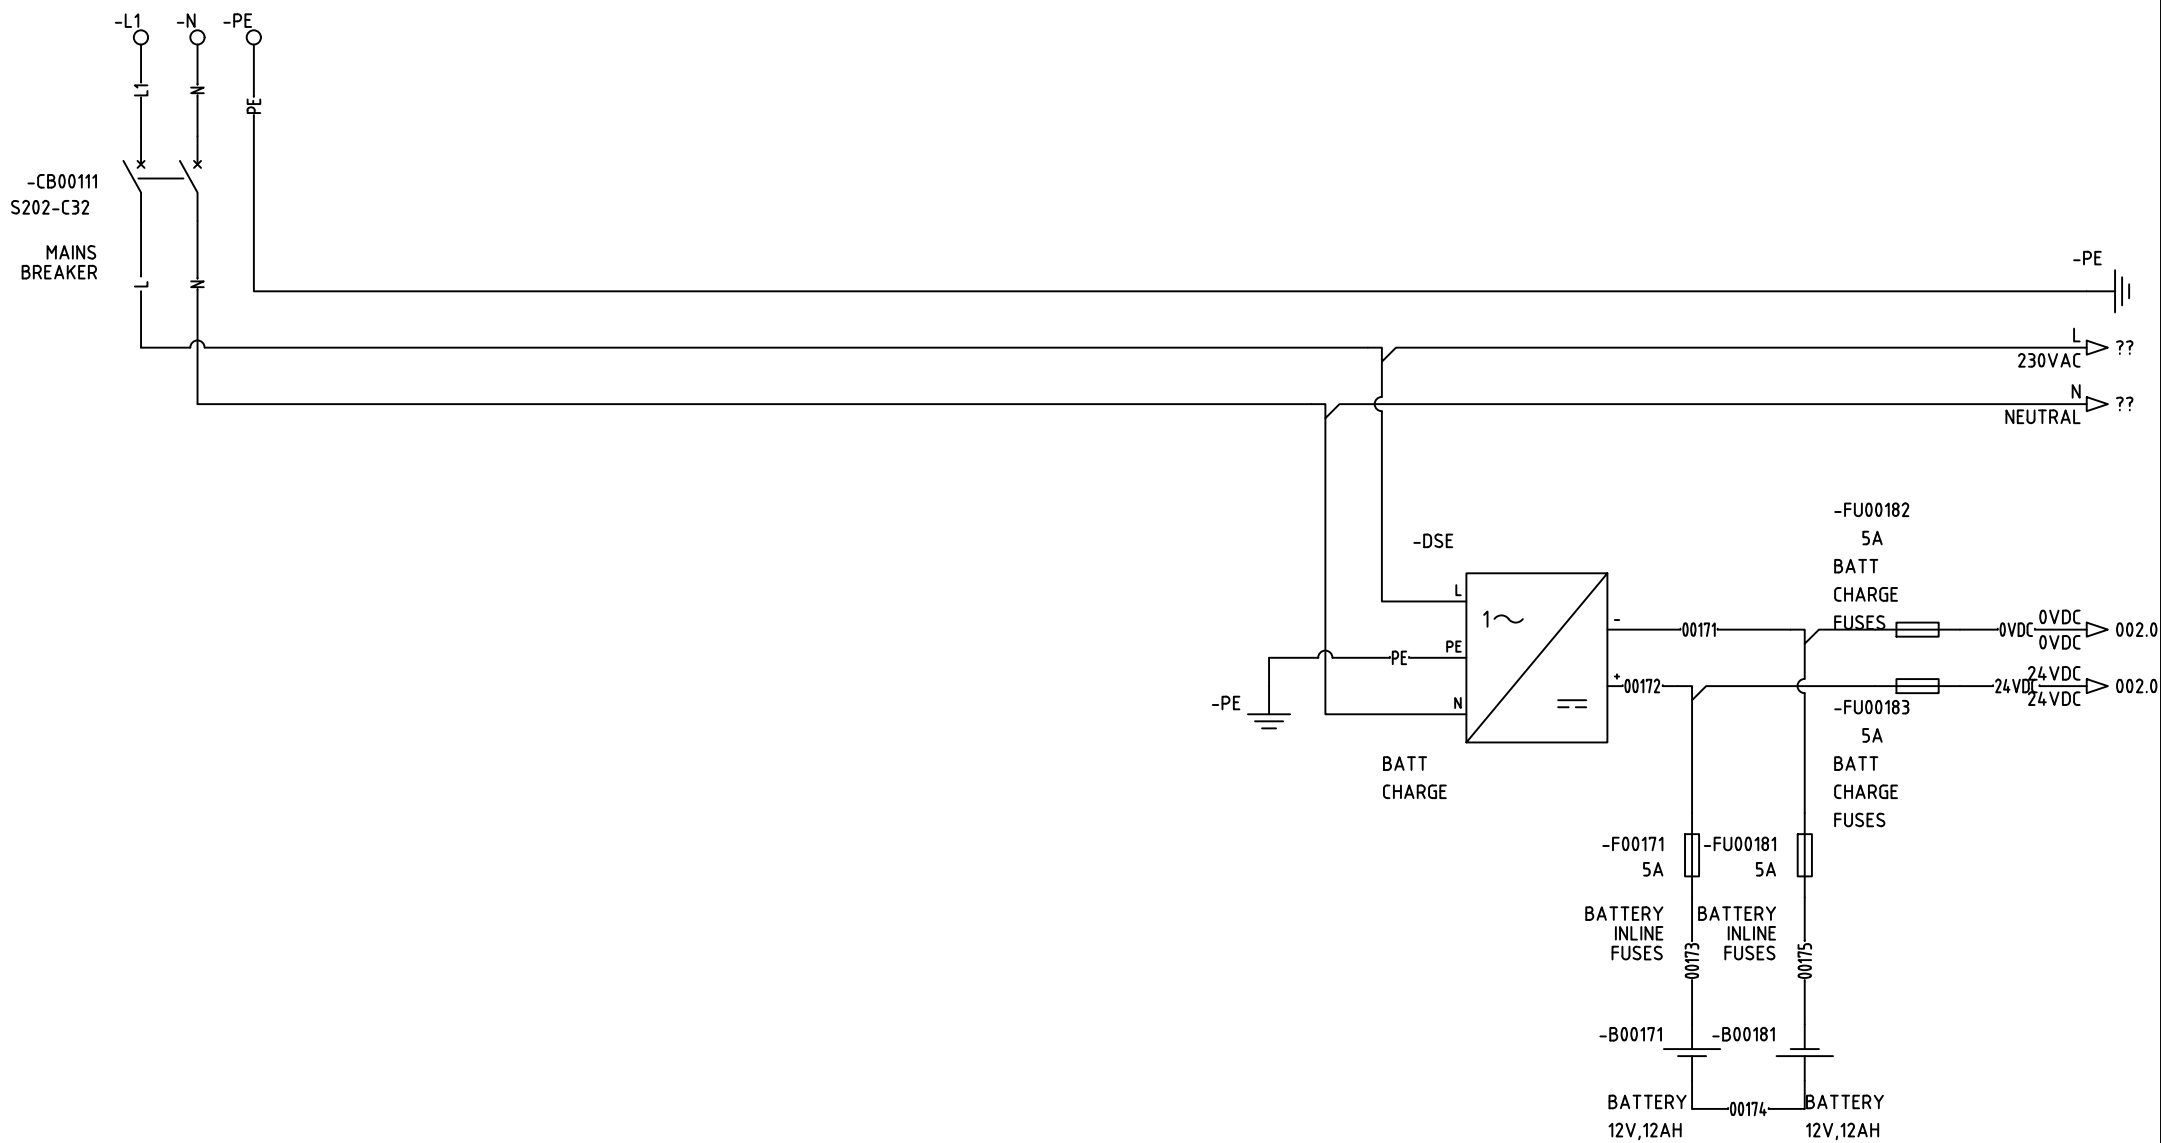 -L1 -N -PE
L1 N PE
-CB00111
S202-C32
MAINS
BREAKER
L N
-PE
L
230VAC ??
N
NEUTRAL ??
-DSE
L
1~
PE
PE
-PE
N
BATT
CHARGE
-
00171
+
00172
-FU00182
5A
BATT
CHARGE
FUSES
0VDC
0VDC
0VDC
002.0
24VDC
24VDC
24VDC
002.0
-FU00183
5A
BATT
CHARGE
FUSES
-F00171
5A
BATTERY
INLINE
FUSES
00173
-FU00181
5A
BATTERY
INLINE
FUSES
00175
-B00171
BATTERY
12V,12AH
00174
-B00181
BATTERY
12V,12AH